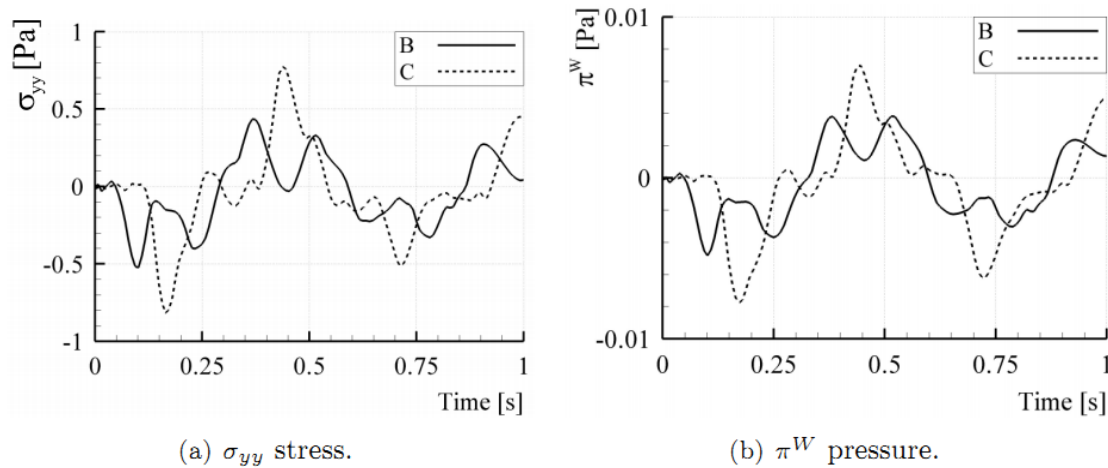 σyy [Pa]
1
0.5
0
-0.5
-1
B
C
0 0.25 0.5 0.75 1
Time [s]
(a) σyy stress.
πW [Pa]
0.01
0
-0.01
B
C
0 0.25 0.5 0.75 1
Time [s]
(b) πW pressure.